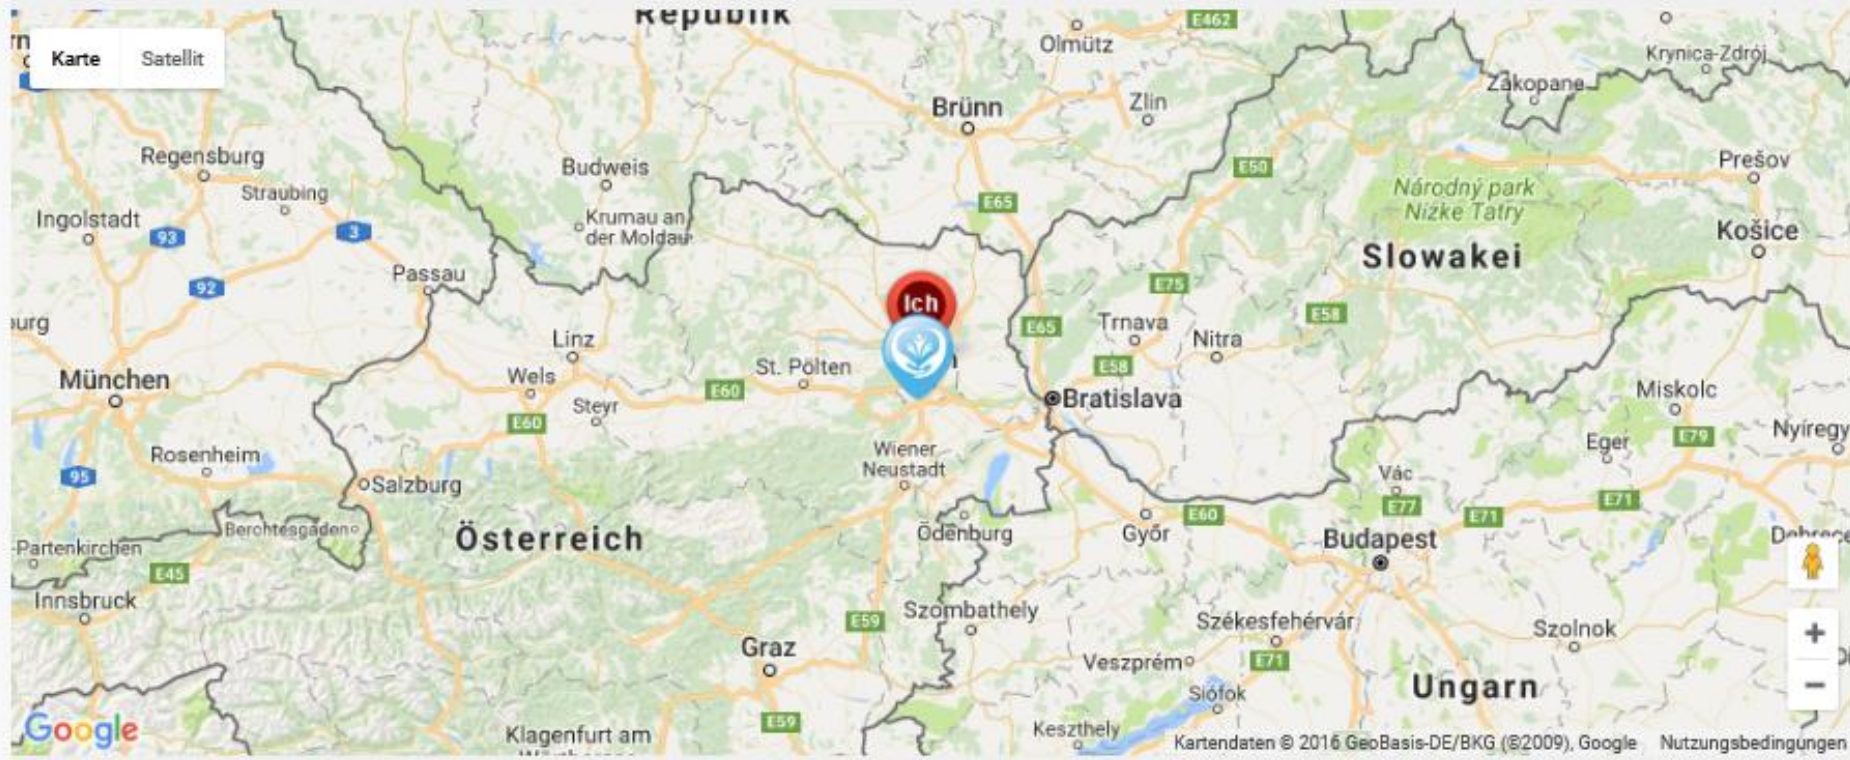 Republik
E462
Olmütz
Karte
Satellit
Krynica-Zdrój
Zakopane
Brünn
Zlín
Regensburg
Budweis
E50
Prešov
Straubing
Národný park
Nízke Tatry
E65
Ingolstadt
93
3
Krumau an
der Moldau
Košice
Slowakei
Passau
92
E75
Ich
E58
Trnava
E65
Linz
Nitra
St. Pölten
E58
München
Wels
E60
Miskolc
Bratislava
Steyr
E60
Nyíregy
E79
Eger
Wiener
Neustadt
Rosenheim
95
Vác
Salzburg
E71
E77
E71
E60
Berchtesgaden
Ödenburg
Győr
Österreich
Budapest
-Partenkirchen
E45
Innsbruck
Szombathely
E59
Székesfehérvár
Szolnok
Graz
Veszprém
E71
Siófok
Ungarn
E59
Google
Klagenfurt am
Keszthely
Kartendaten © 2016 GeoBasis-DE/BKG (©2009), Google
Nutzungsbedingungen